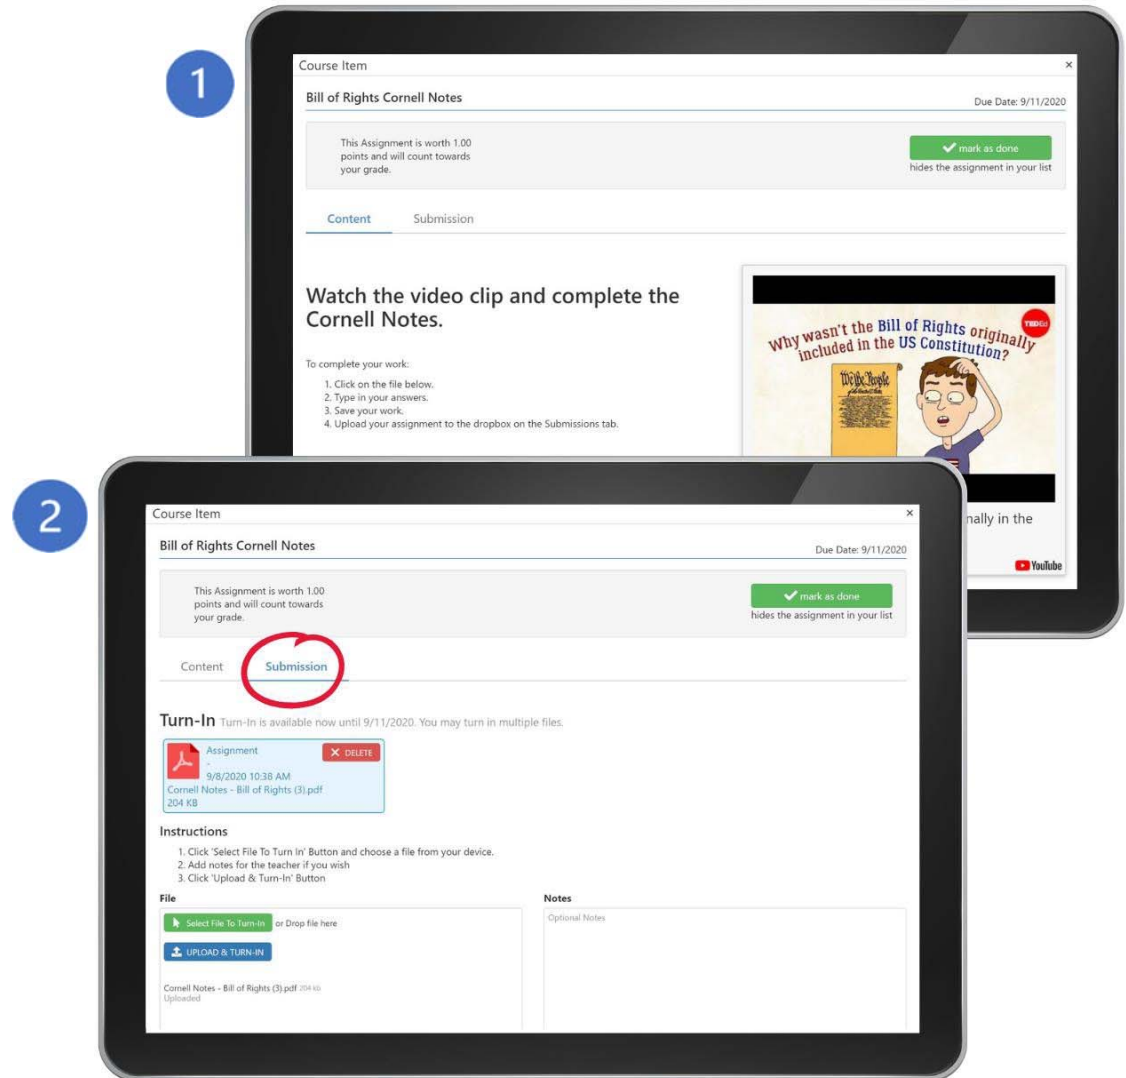 1
Course Item ×
Bill of Rights Cornell Notes
Due Date: 9/11/2020
This Assignment is worth 1.00
points and will count towards
your grade.
mark as done
hides the assignment in your list
Content Submission
Watch the video clip and complete the
Cornell Notes.
To complete your work:
1. Click on the file below.
2. Type in your answers.
3. Save your work.
4. Upload your assignment to the dropbox on the Submissions tab.
TEDEd
Why wasn't the Bill of Rights originally
included in the US Constitution?
We the People
nally in the
YouTube
2
Course Item ×
Bill of Rights Cornell Notes
Due Date: 9/11/2020
This Assignment is worth 1.00
points and will count towards
your grade.
mark as done
hides the assignment in your list
Content Submission
Turn-In Turn-In is available now until 9/11/2020. You may turn in multiple files.
Assignment
-
9/8/2020 10:38 AM
Cornell Notes - Bill of Rights (3).pdf
204 KB
× DELETE
Instructions
1. Click 'Select File To Turn In' Button and choose a file from your device.
2. Add notes for the teacher if you wish
3. Click 'Upload & Turn-In' Button
File
Select File To Turn-In or Drop file here
UPLOAD & TURN-IN
Cornell Notes - Bill of Rights (3).pdf 204 kb
Uploaded
Notes
Optional Notes